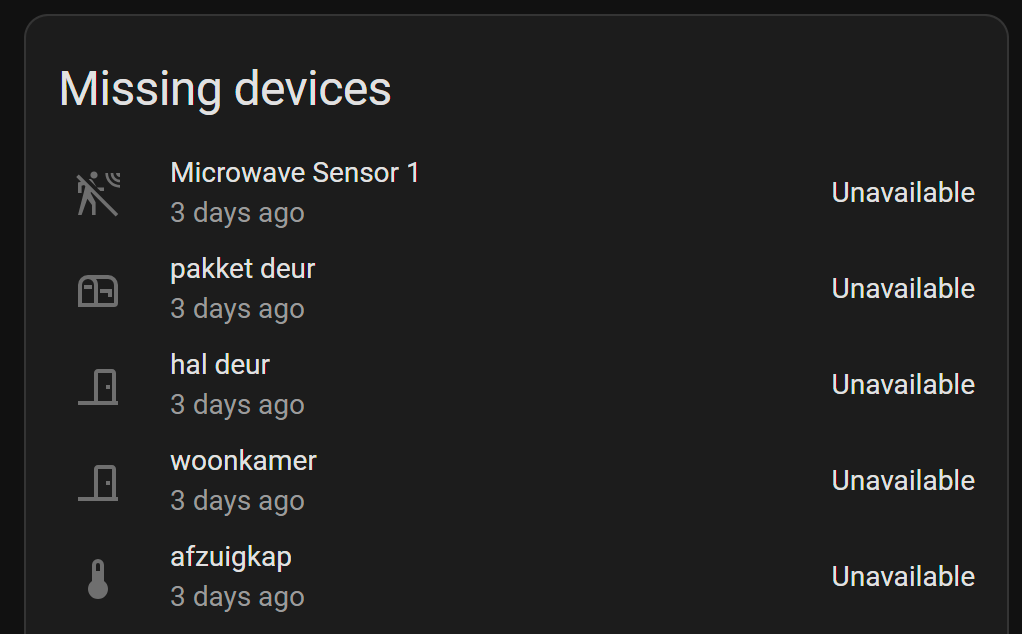 Missing devices
Microwave Sensor 1
3 days ago
Unavailable
pakket deur
3 days ago
Unavailable
hal deur
3 days ago
Unavailable
woonkamer
3 days ago
Unavailable
afzuigkap
3 days ago
Unavailable